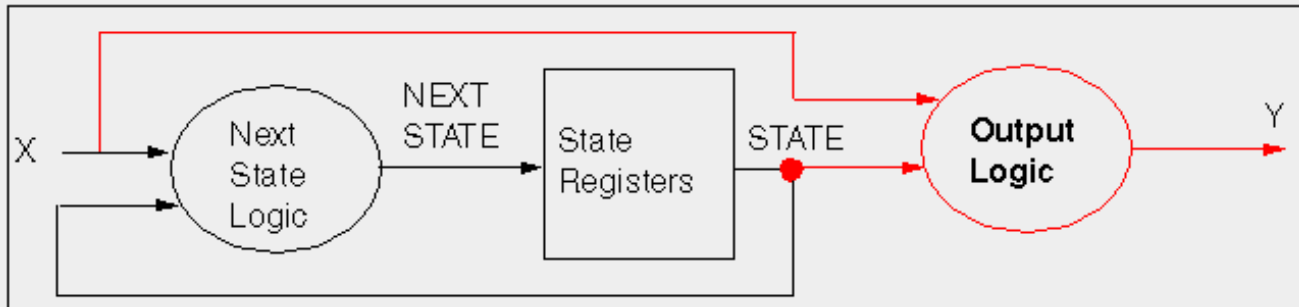 X
Next
State
Logic
NEXT
STATE
State
Registers
STATE
Output
Logic
Y